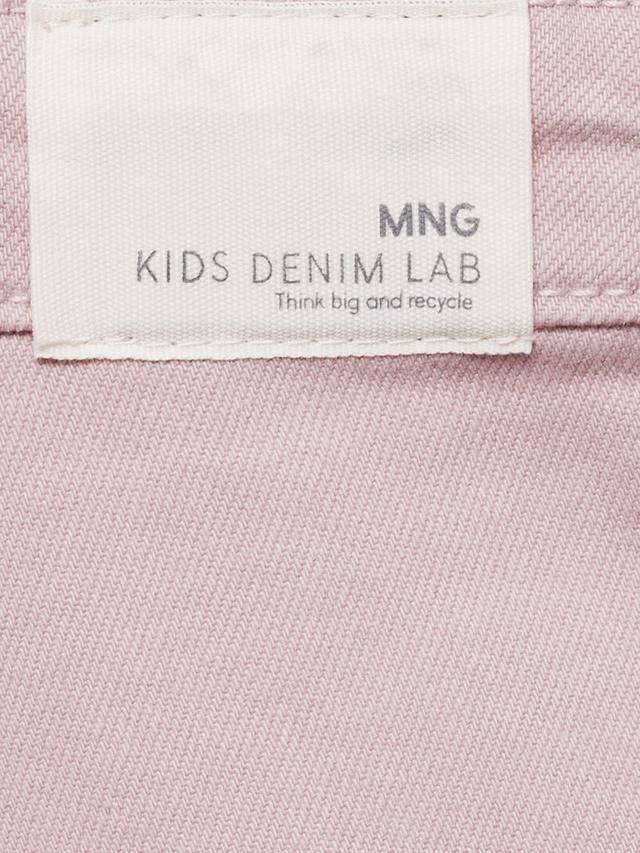 MNG
KIDS DENIM LAB
Think big and recycle